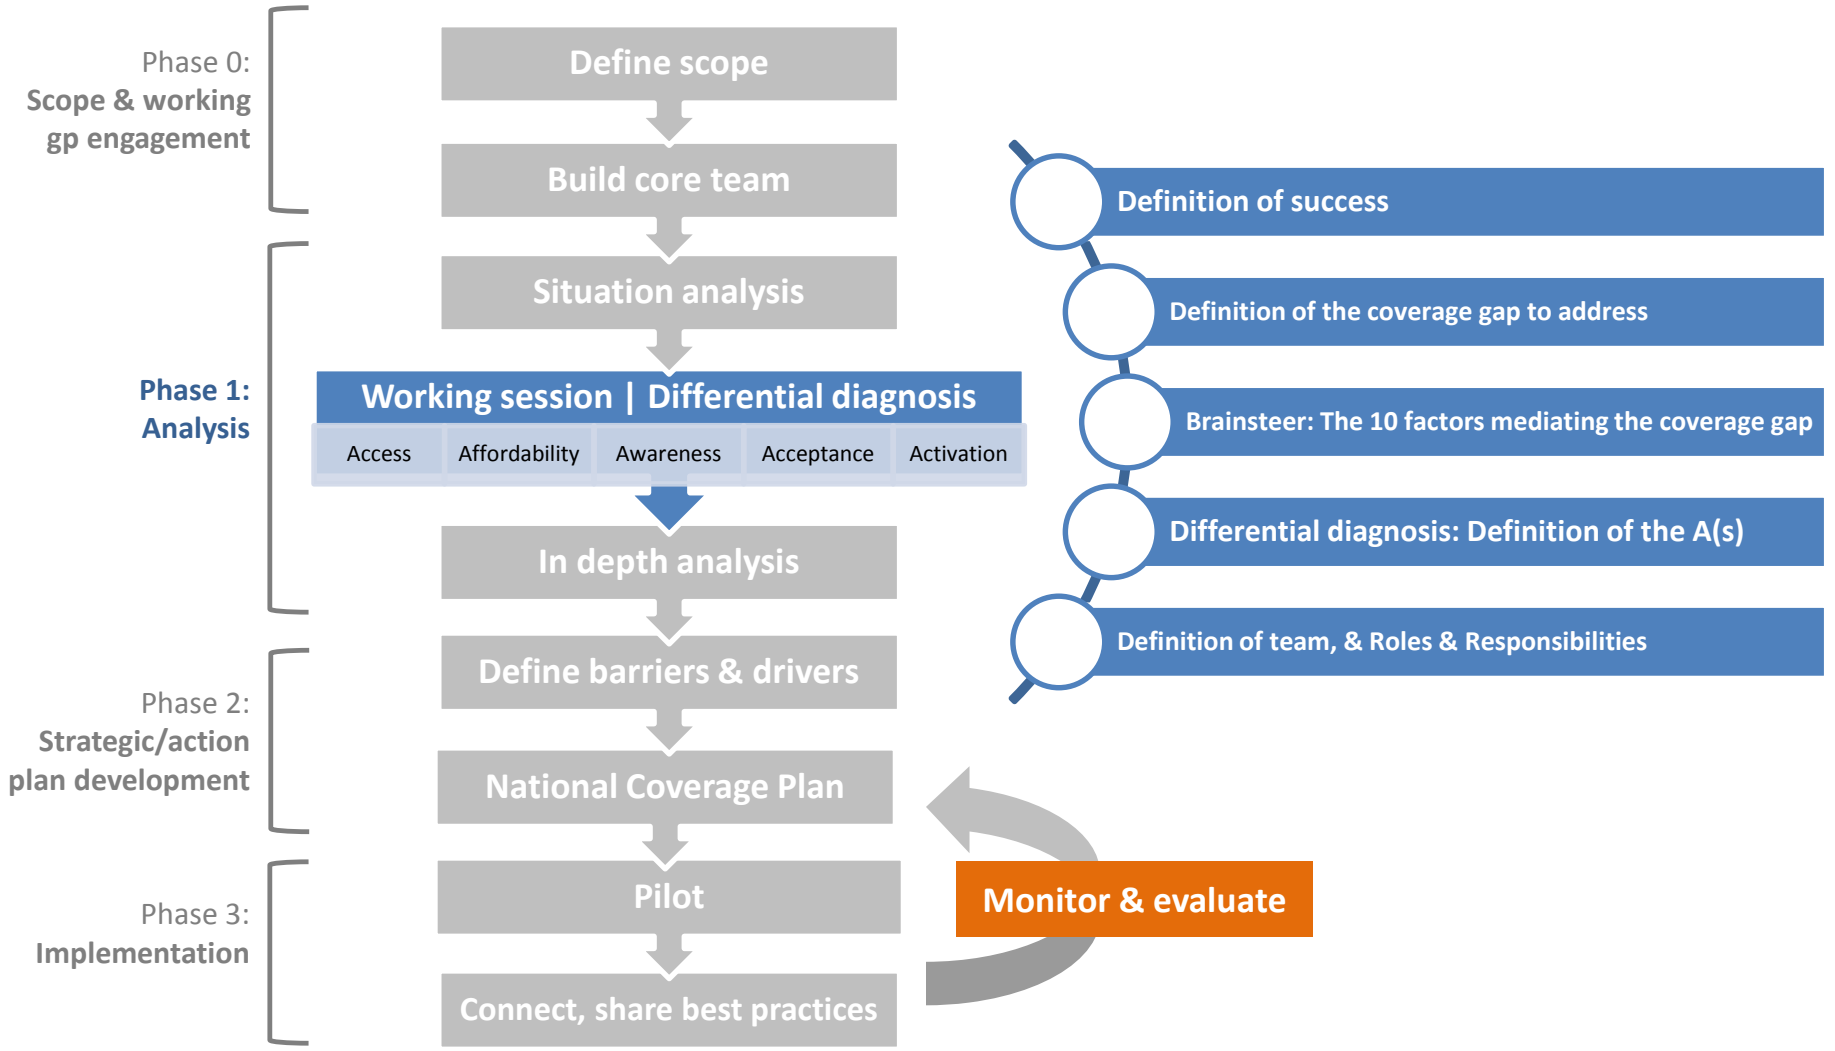 Phase 0:
Scope & working
gp engagement
Define scope
Build core team
Phase 1:
Analysis
Situation analysis
Working session | Differential diagnosis
Access
Affordability
Awareness
Acceptance
Activation
In depth analysis
Phase 2:
Strategic/action
plan development
Define barriers & drivers
National Coverage Plan
Phase 3:
Implementation
Pilot
Connect, share best practices
Monitor & evaluate
Definition of success
Definition of the coverage gap to address
Brainsteer: The 10 factors mediating the coverage gap
Differential diagnosis: Definition of the A(s)
Definition of team, & Roles & Responsibilities